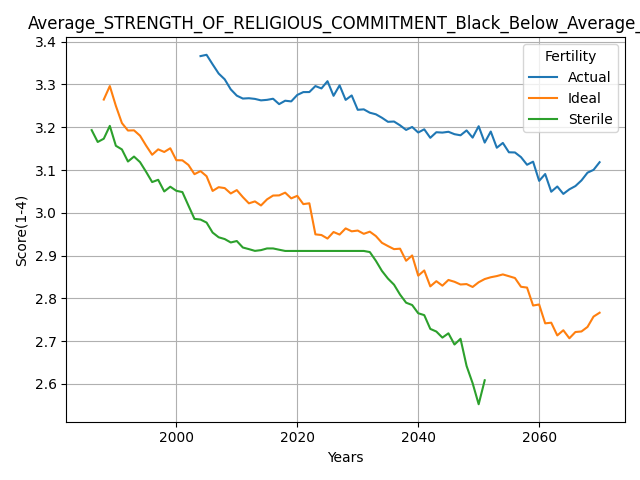 Average_STRENGTH_OF_RELIGIOUS_COMMITMENT_Black_Below_Average_
Fertility
Actual
Ideal
Sterile
Score(1-4)
3.4
3.3
3.2
3.1
3.0
2.9
2.8
2.7
2.6
2000 2020 2040 2060
Years